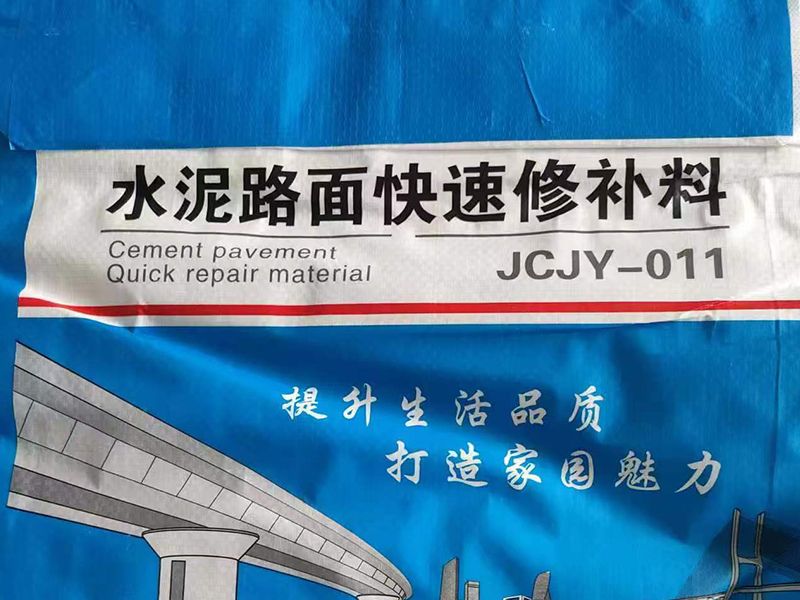 水泥路面快速修补料
Cement pavement
Quick repair material
JCJY-011
提升生活品质
打造家园魅力